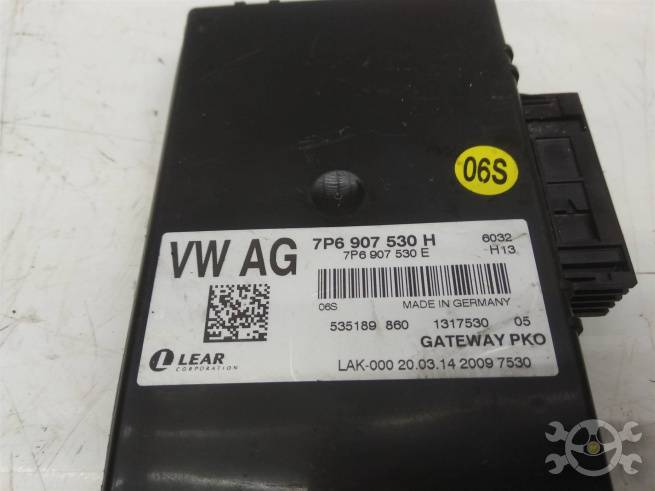 06S
VW AG 7P6 907 530 H 6032
7P6 907 530 E H13
06S MADE IN GERMANY
535189 860 1317530 05
GATEWAY PKO
LEAR
CORPORATION
LAK-000 20.03.14 2009 7530